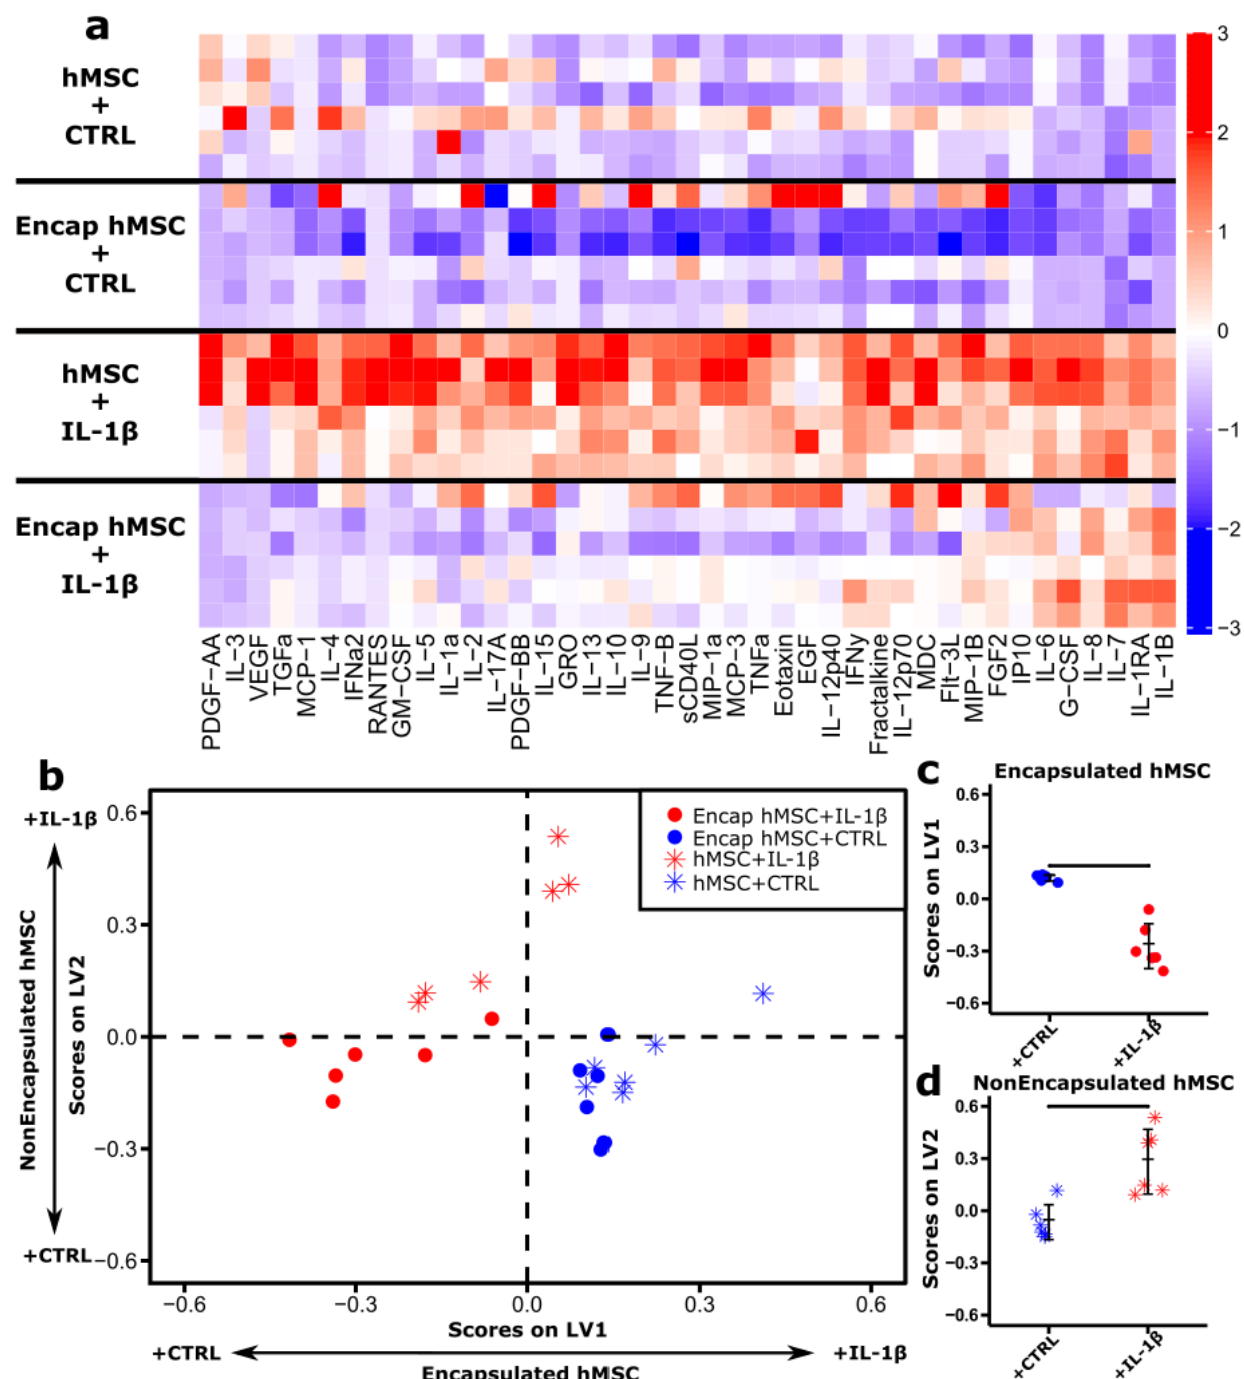 a
hMSC
+
CTRL
Encap hMSC
+
CTRL
hMSC
+
IL-1β
Encap hMSC
+
IL-1β
3
2
1
0
−1
−2
−3
PDGF−AA
IL−3
VEGF
TGFa
MCP−1
IL−4
IFNa2
RANTES
GM−CSF
IL−5
IL−1a
IL−2
IL−17A
PDGF−BB
IL−15
GRO
IL−13
IL−10
IL−9
TNF−B
sCD40L
MIP−1a
MCP−3
TNFa
Eotaxin
EGF
IL−12p40
IFNy
Fractalkine
IL−12p70
MDC
Flt−3L
MIP−1B
FGF2
IP10
IL−6
G−CSF
IL−8
IL−7
IL−1RA
IL−1B
b
+IL-1β
NonEncapsulated hMSC
Scores on LV2
+CTRL
0.6
0.3
0.0
−0.3
−0.6
Encap hMSC+IL-1β
Encap hMSC+CTRL
hMSC+IL-1β
hMSC+CTRL
−0.6
−0.3
0.0
0.3
0.6
Scores on LV1
+CTRL
+IL-1β
Encapsulated hMSC
c
Encapsulated hMSC
Scores on LV1
0.6
0.3
0.0
−0.3
−0.6
+CTRL
+IL-1β
d
NonEncapsulated hMSC
Scores on LV2
0.6
0.3
0.0
−0.3
−0.6
+CTRL
+IL-1β